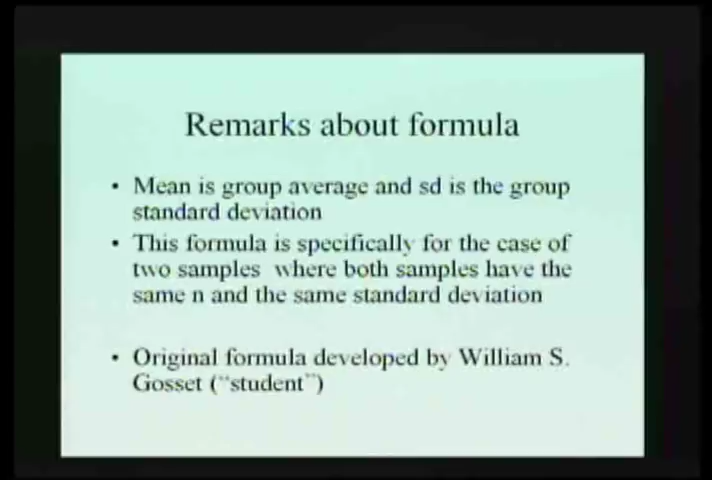 Remarks about formula
• Mean is group average and sd is the group
standard deviation
• This formula is specifically for the case of
two samples where both samples have the
same n and the same standard deviation
• Original formula developed by William S.
Gosset (“student”)